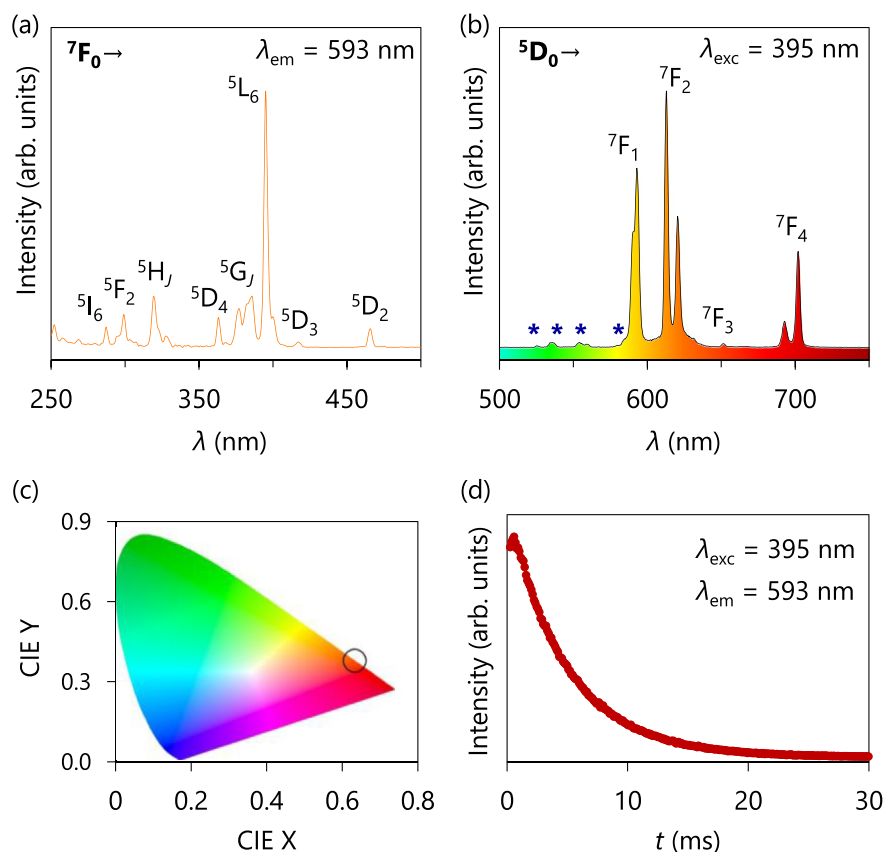 (a)
⁷F₀→
λem = 593 nm
⁵L₆
⁵I₆
⁵F₂
⁵HJ
⁵D₄
⁵GJ
⁵D₃
⁵D₂
Intensity (arb. units)
250 350 450
λ (nm)
(b)
⁵D₀→
λexc = 395 nm
⁷F₂
⁷F₁
⁷F₄
⁷F₃
* * * *
Intensity (arb. units)
500 600 700
λ (nm)
(c)
0.9
0.6
0.3
0.0
CIE Y
0 0.2 0.4 0.6 0.8
CIE X
(d)
λexc = 395 nm
λem = 593 nm
Intensity (arb. units)
0 10 20 30
t (ms)